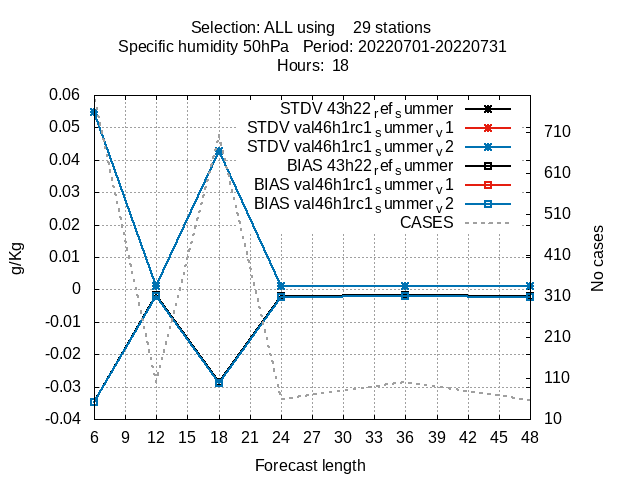 Selection: ALL using    29 stations
Specific humidity 50hPa   Period: 20220701-20220731
Hours:  18
STDV 43h22_ref_summer
STDV val46h1rc1_summer_v1
STDV val46h1rc1_summer_v2
BIAS 43h22_ref_summer
BIAS val46h1rc1_summer_v1
BIAS val46h1rc1_summer_v2
CASES
0.06
0.05
0.04
0.03
0.02
0.01
0
-0.01
-0.02
-0.03
-0.04
g/Kg
710
610
510
410
310
210
110
10
No cases
6 9 12 15 18 21 24 27 30 33 36 39 42 45 48
Forecast length